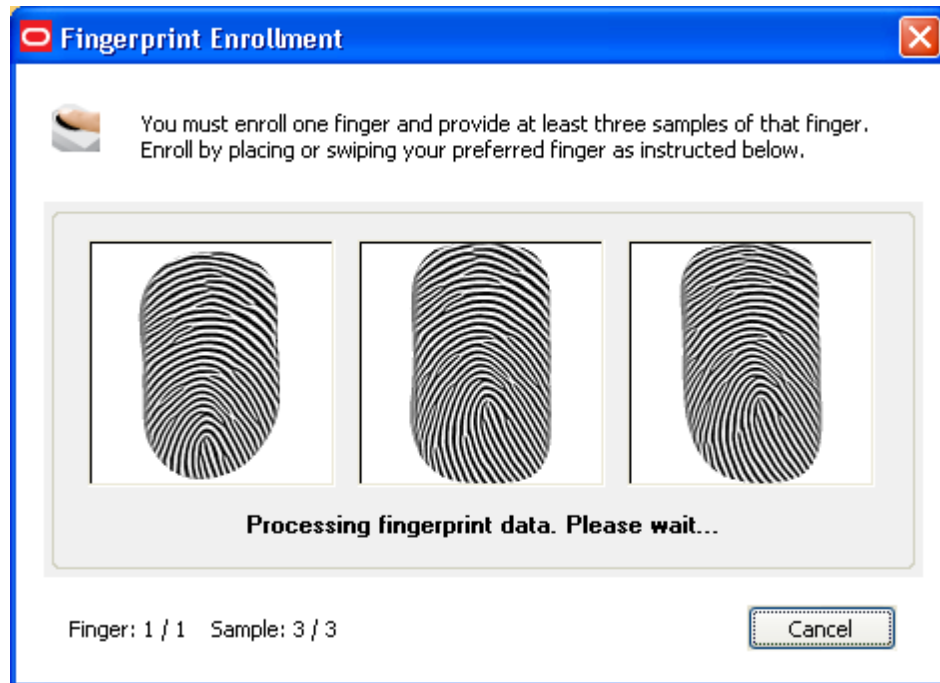 Fingerprint Enrollment
You must enroll one finger and provide at least three samples of that finger.
Enroll by placing or swiping your preferred finger as instructed below.
Processing fingerprint data. Please wait...
Finger: 1 / 1 Sample: 3 / 3
Cancel